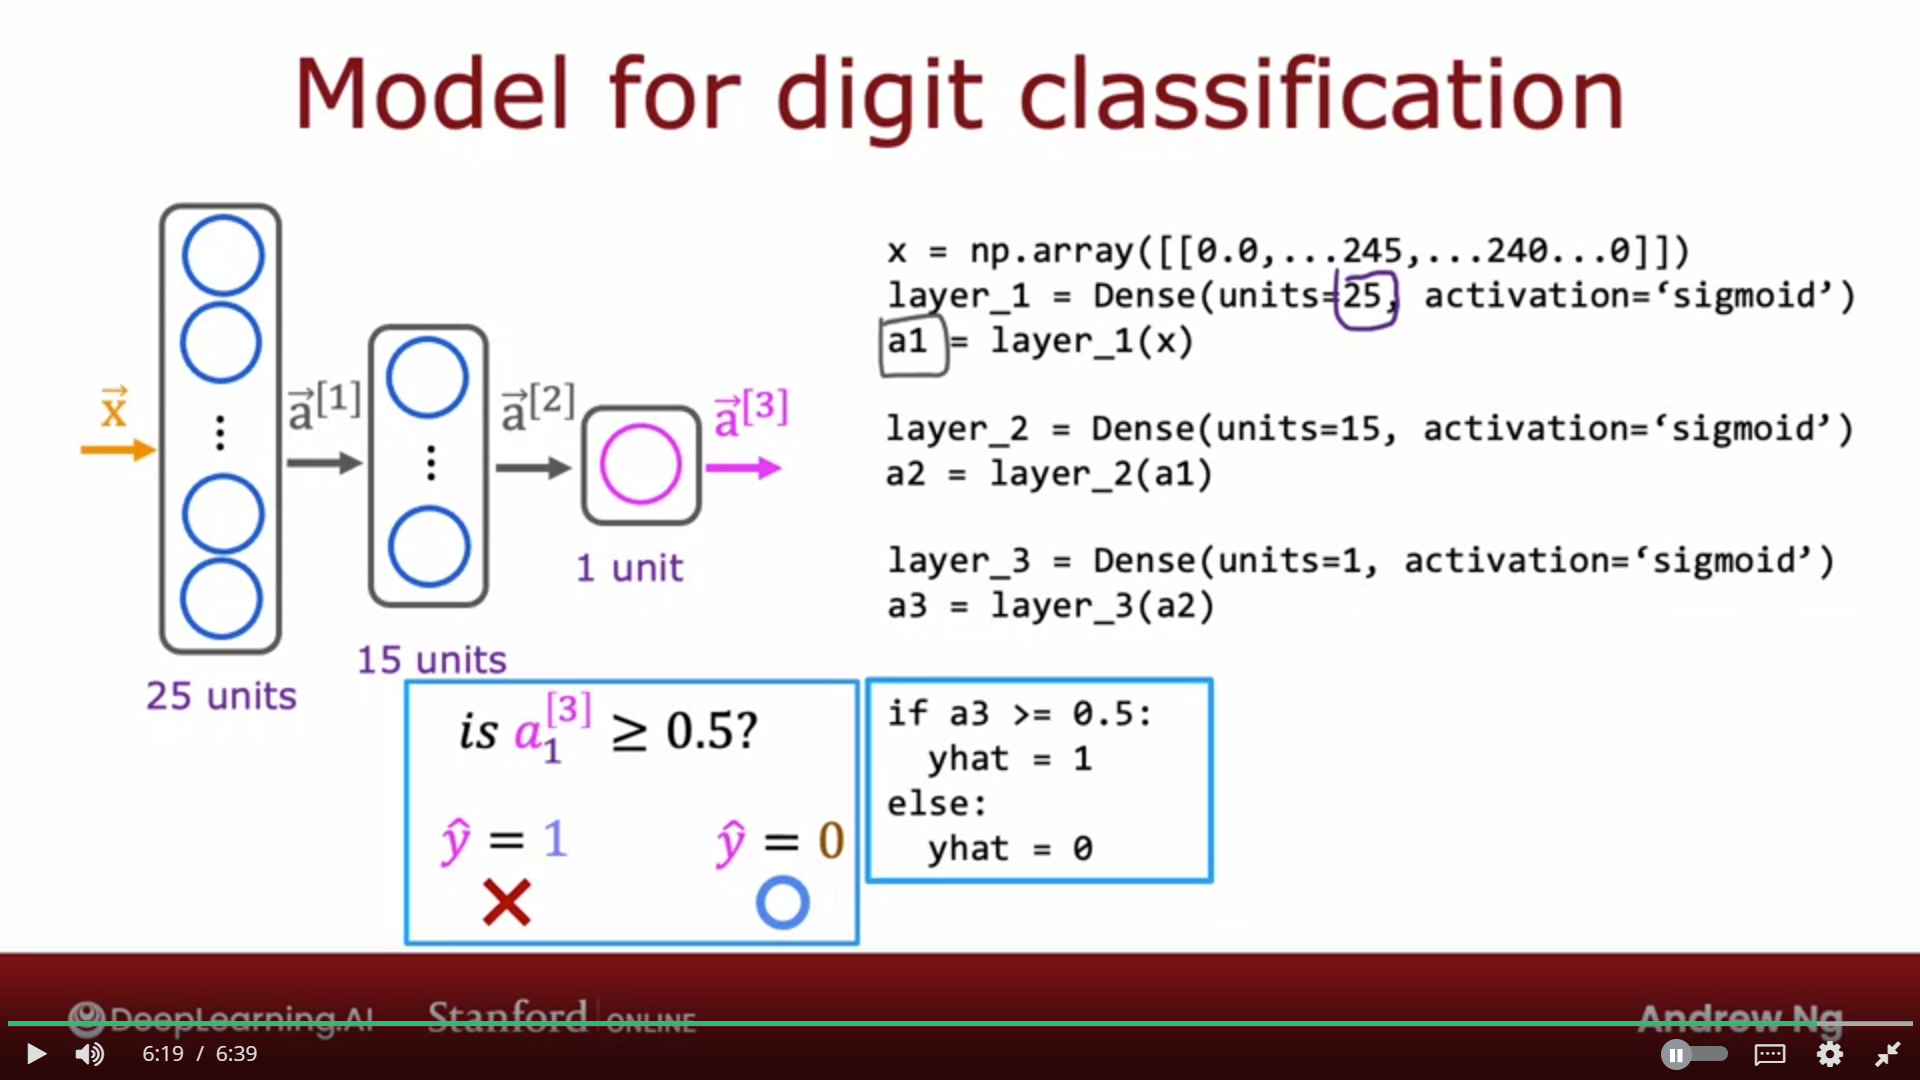 Model for digit classification
x⃗
a⃗[1]
a⃗[2]
a⃗[3]
25 units
15 units
1 unit
x = np.array([[0.0,...245,...240...0]])
layer_1 = Dense(units=25, activation=‘sigmoid’)
a1 = layer_1(x)
layer_2 = Dense(units=15, activation=‘sigmoid’)
a2 = layer_2(a1)
layer_3 = Dense(units=1, activation=‘sigmoid’)
a3 = layer_3(a2)
is a₁[3] ≥ 0.5?
ŷ = 1 ŷ = 0
if a3 >= 0.5:
yhat = 1
else:
yhat = 0
DeepLearning.AI Stanford ONLINE Andrew Ng
6:19 / 6:39